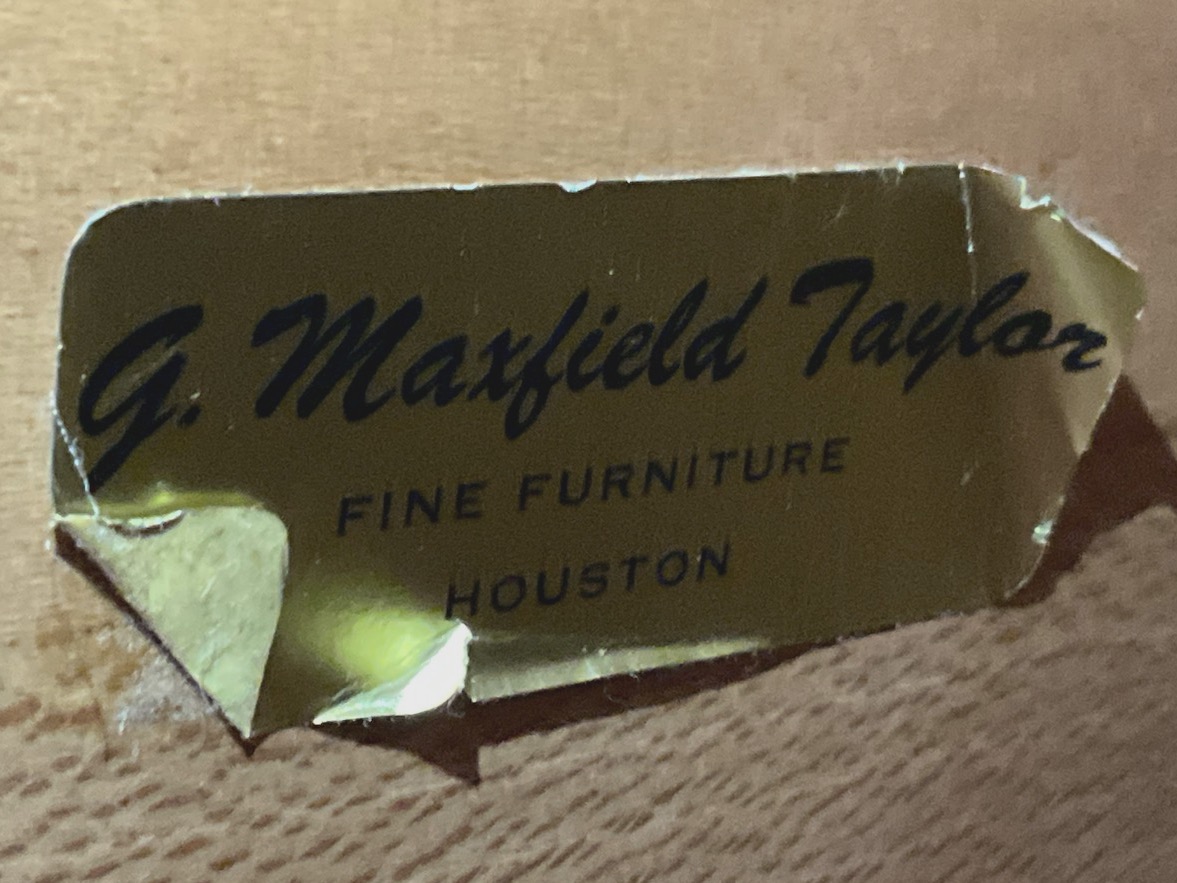 G. Maxfield Taylor
FINE FURNITURE
HOUSTON